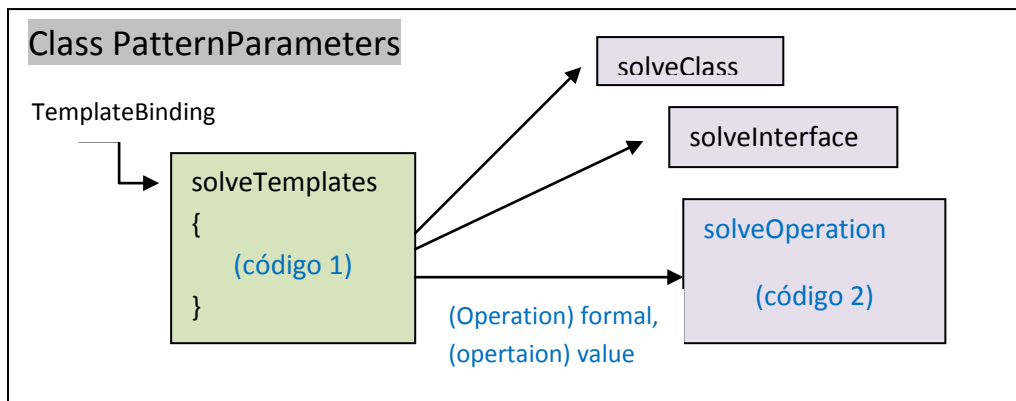 Class PatternParameters
solveClass
TemplateBinding
solveInterface
solveTemplates
{
(código 1)
}
solveOperation
(código 2)
(Operation) formal,
(opertaion) value